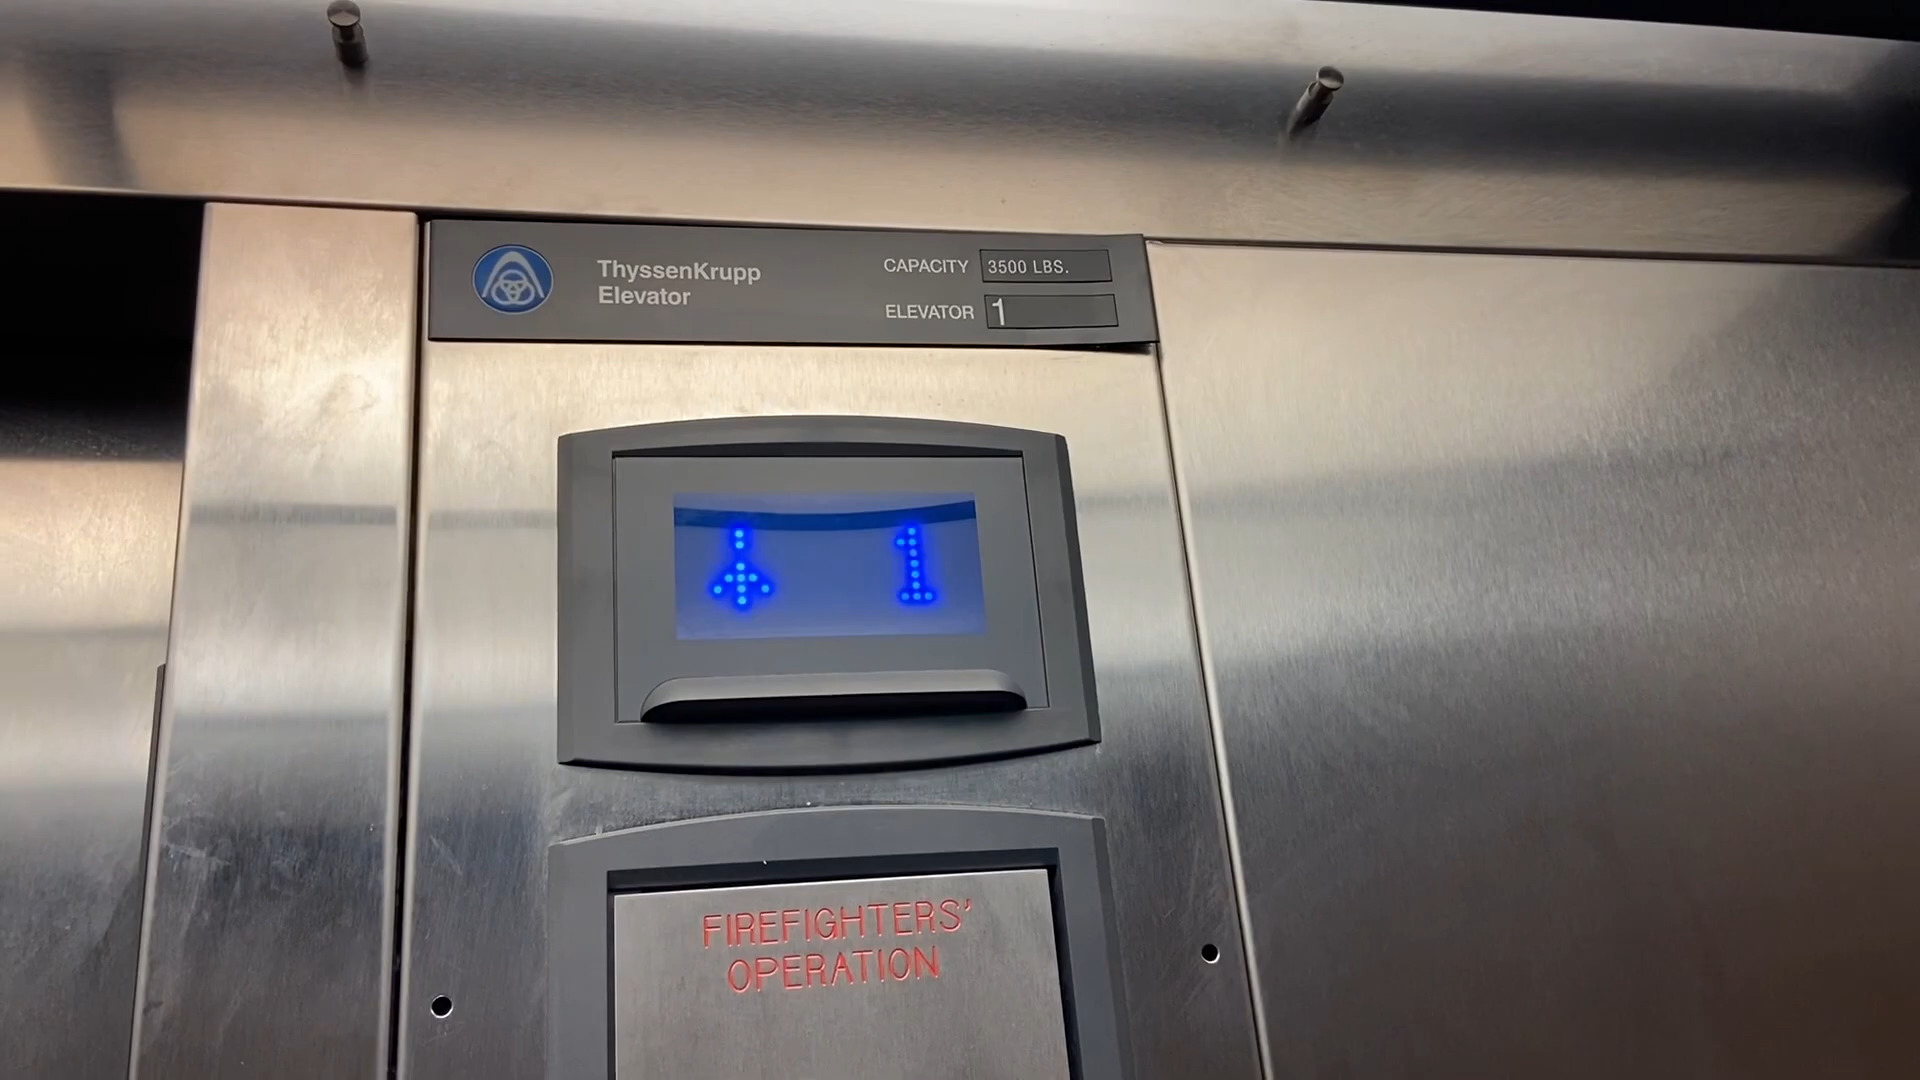 ThyssenKrupp
Elevator
CAPACITY 3500 LBS.
ELEVATOR 1
1
FIREFIGHTERS'
OPERATION